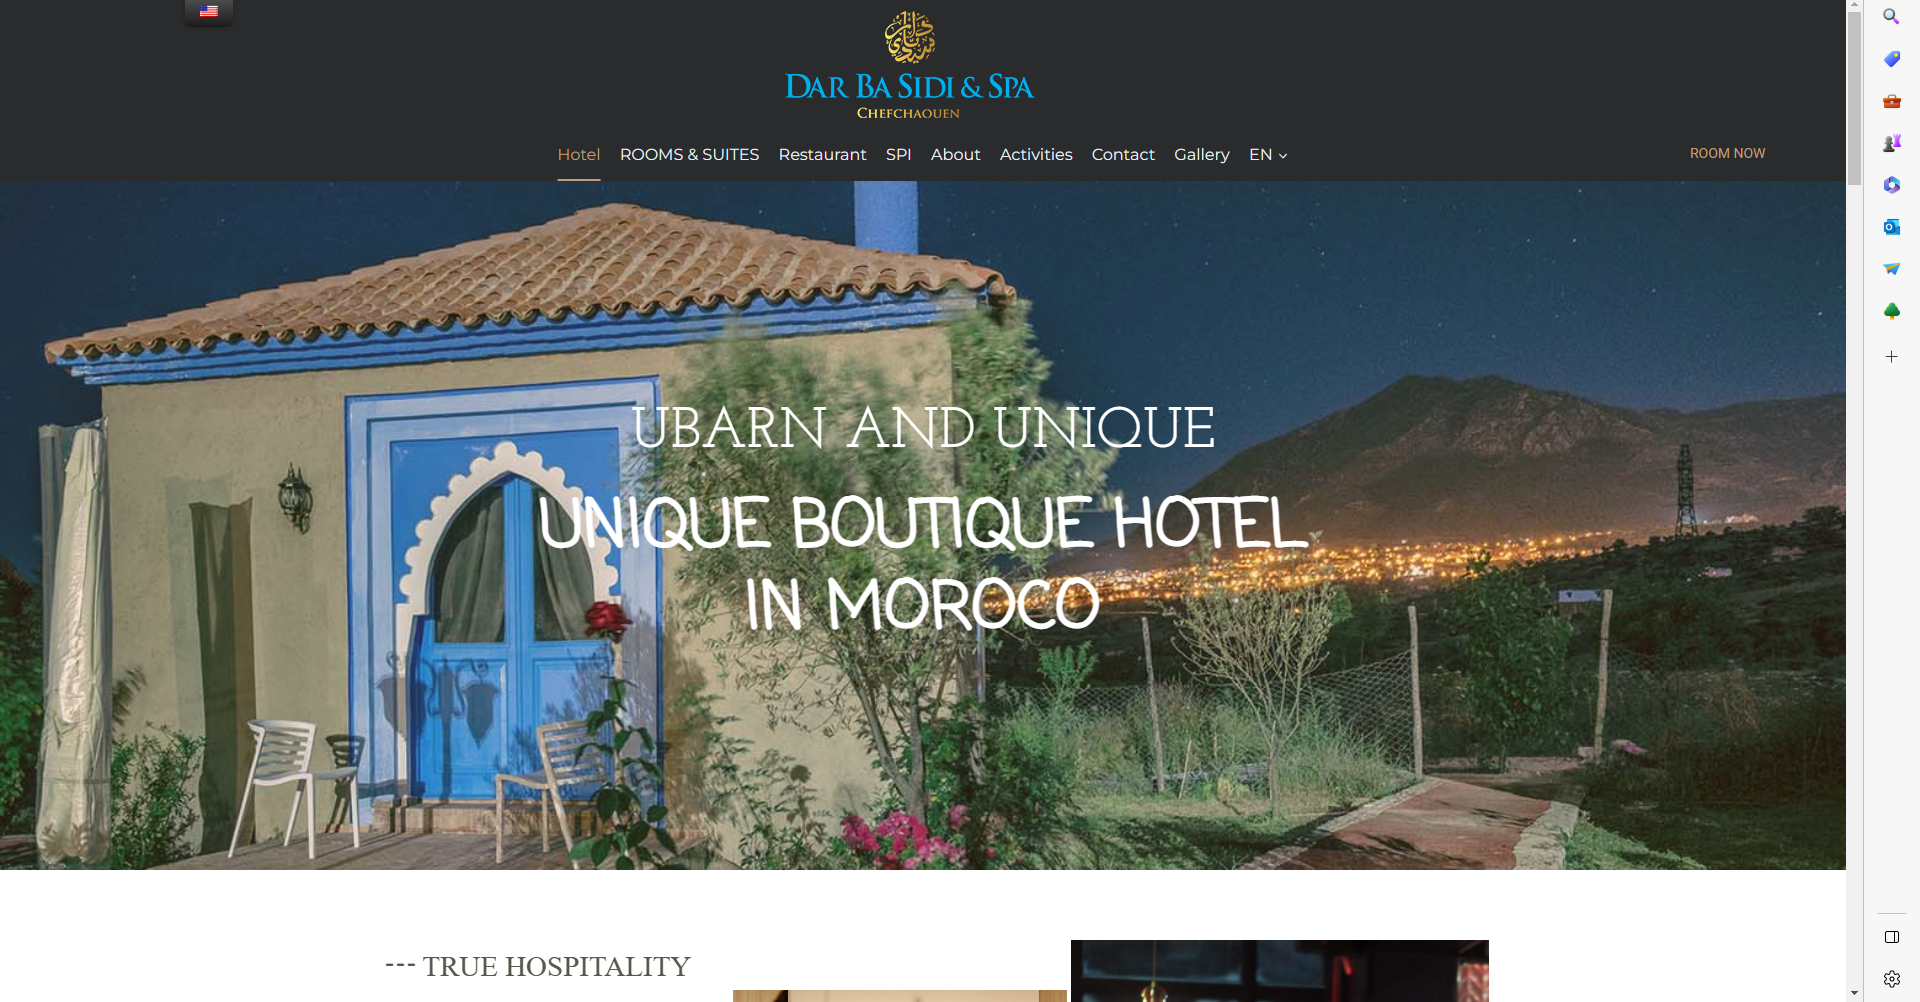 DAR BA SIDI & SPA
CHEFCHAOUEN
Hotel ROOMS & SUITES Restaurant SPI About Activities Contact Gallery EN
ROOM NOW
UBARN AND UNIQUE
UNIQUE BOUTIQUE HOTEL
IN MOROCO
--- TRUE HOSPITALITY